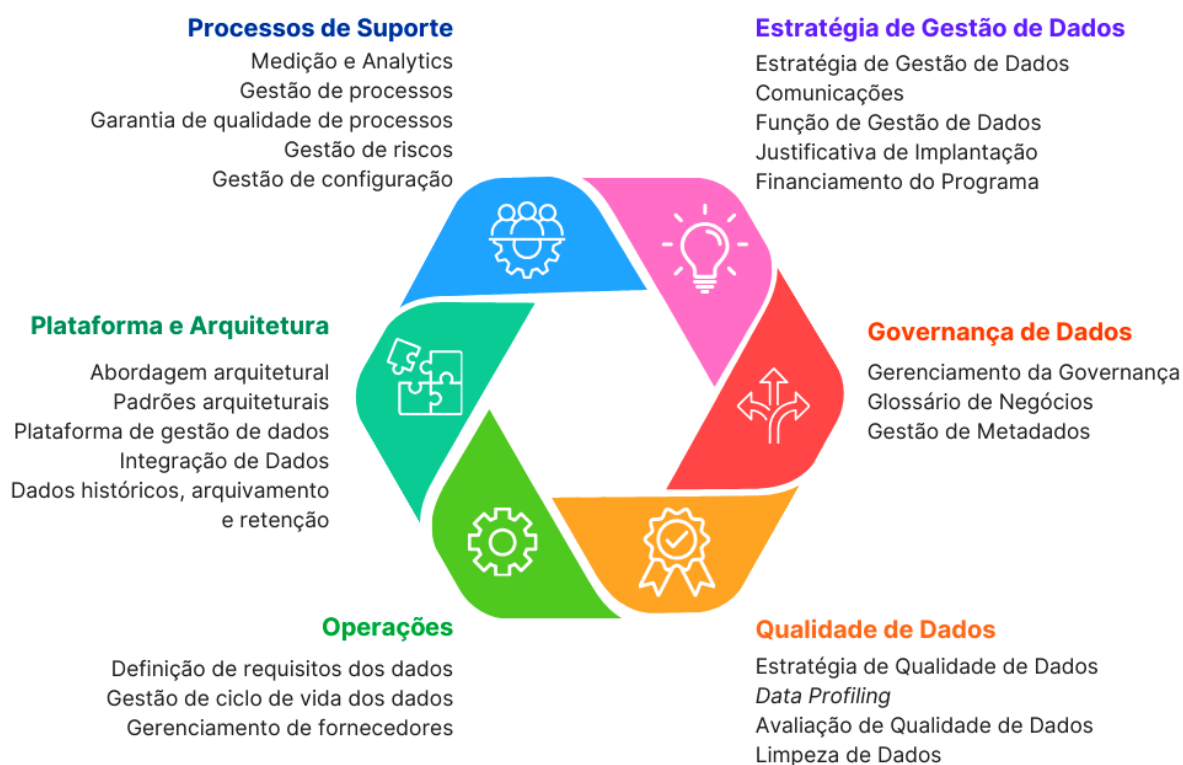 Processos de Suporte
Medição e Analytics
Gestão de processos
Garantia de qualidade de processos
Gestão de riscos
Gestão de configuração
Estratégia de Gestão de Dados
Estratégia de Gestão de Dados
Comunicações
Função de Gestão de Dados
Justificativa de Implantação
Financiamento do Programa
Plataforma e Arquitetura
Abordagem arquitetural
Padrões arquiteturais
Plataforma de gestão de dados
Integração de Dados
Dados históricos, arquivamento
e retenção
Governança de Dados
Gerenciamento da Governança
Glossário de Negócios
Gestão de Metadados
Operações
Definição de requisitos dos dados
Gestão de ciclo de vida dos dados
Gerenciamento de fornecedores
Qualidade de Dados
Estratégia de Qualidade de Dados
Data Profiling
Avaliação de Qualidade de Dados
Limpeza de Dados